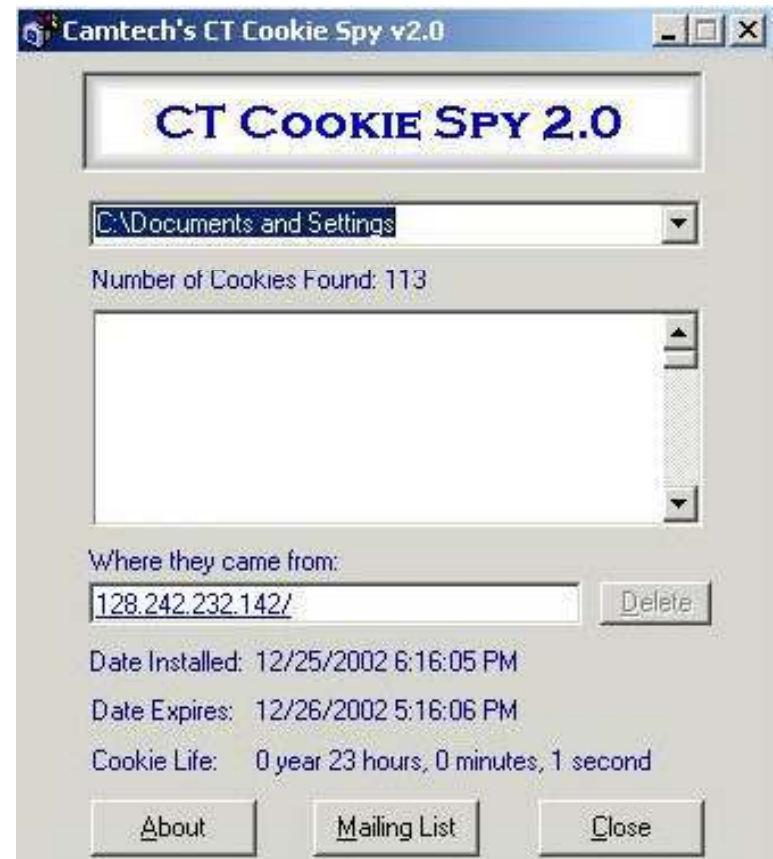 Camtech's CT Cookie Spy v2.0
CT COOKIE SPY 2.0
C:\Documents and Settings
Number of Cookies Found: 113
Where they came from:
128.242.232.142/
Delete
Date Installed: 12/25/2002 6:16:05 PM
Date Expires: 12/26/2002 5:16:06 PM
Cookie Life: 0 year 23 hours, 0 minutes, 1 second
About Mailing List Close